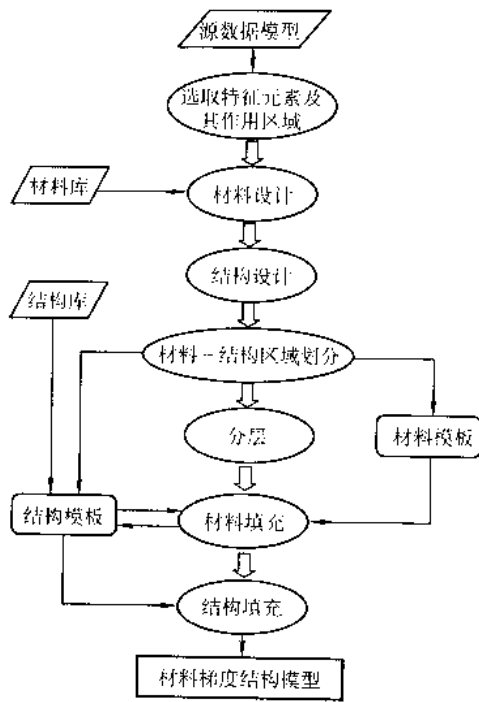 源数据模型
选取特征元素及
其作用区域
材料库
材料设计
结构设计
结构库
材料-结构区域划分
分层
材料模板
结构模板
材料填充
结构填充
材料梯度结构模型